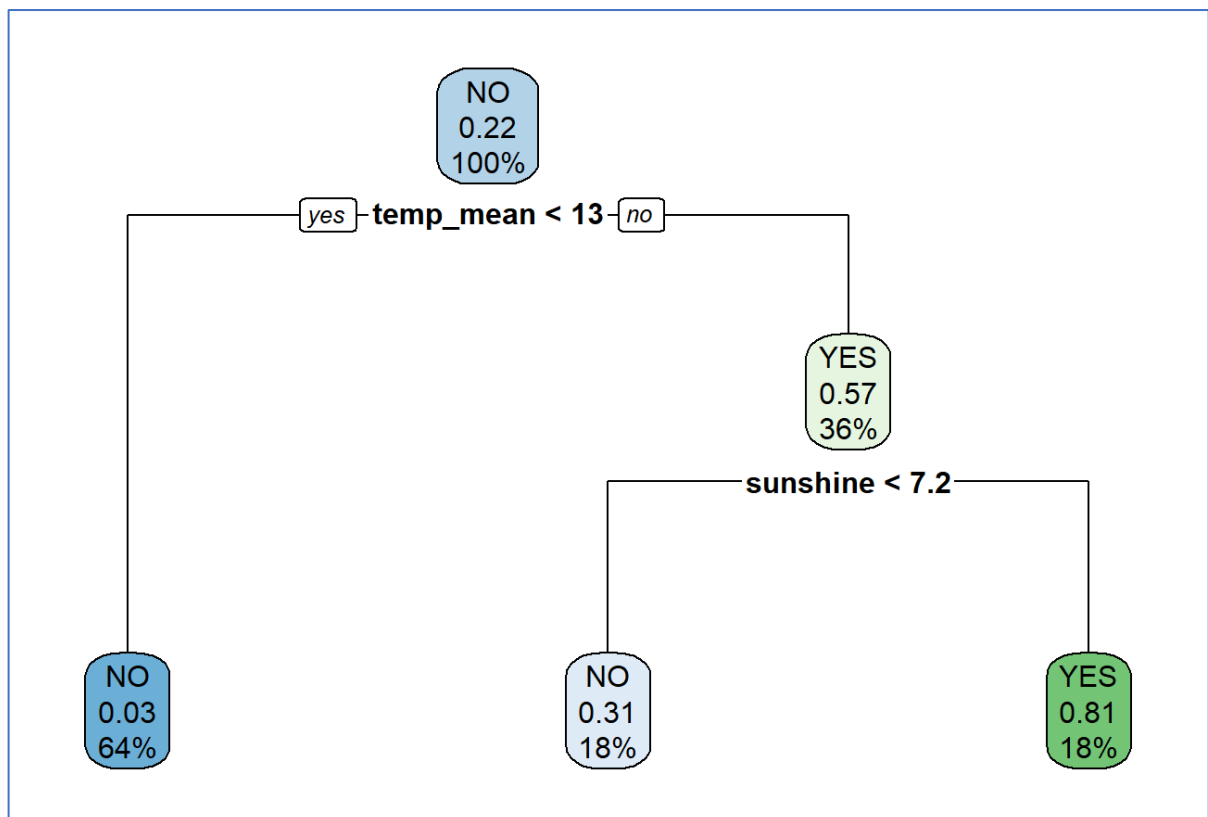 NO
0.22
100%
yes temp_mean < 13 no
YES
0.57
36%
sunshine < 7.2
NO
0.03
64%
NO
0.31
18%
YES
0.81
18%